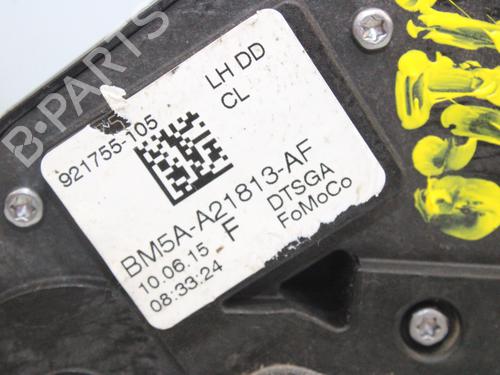 LH DD
921755-105
CL
BM5A-A21813-AF
10.06.15 F DTSGA
08:33:24 FoMoCo
B-PARTS